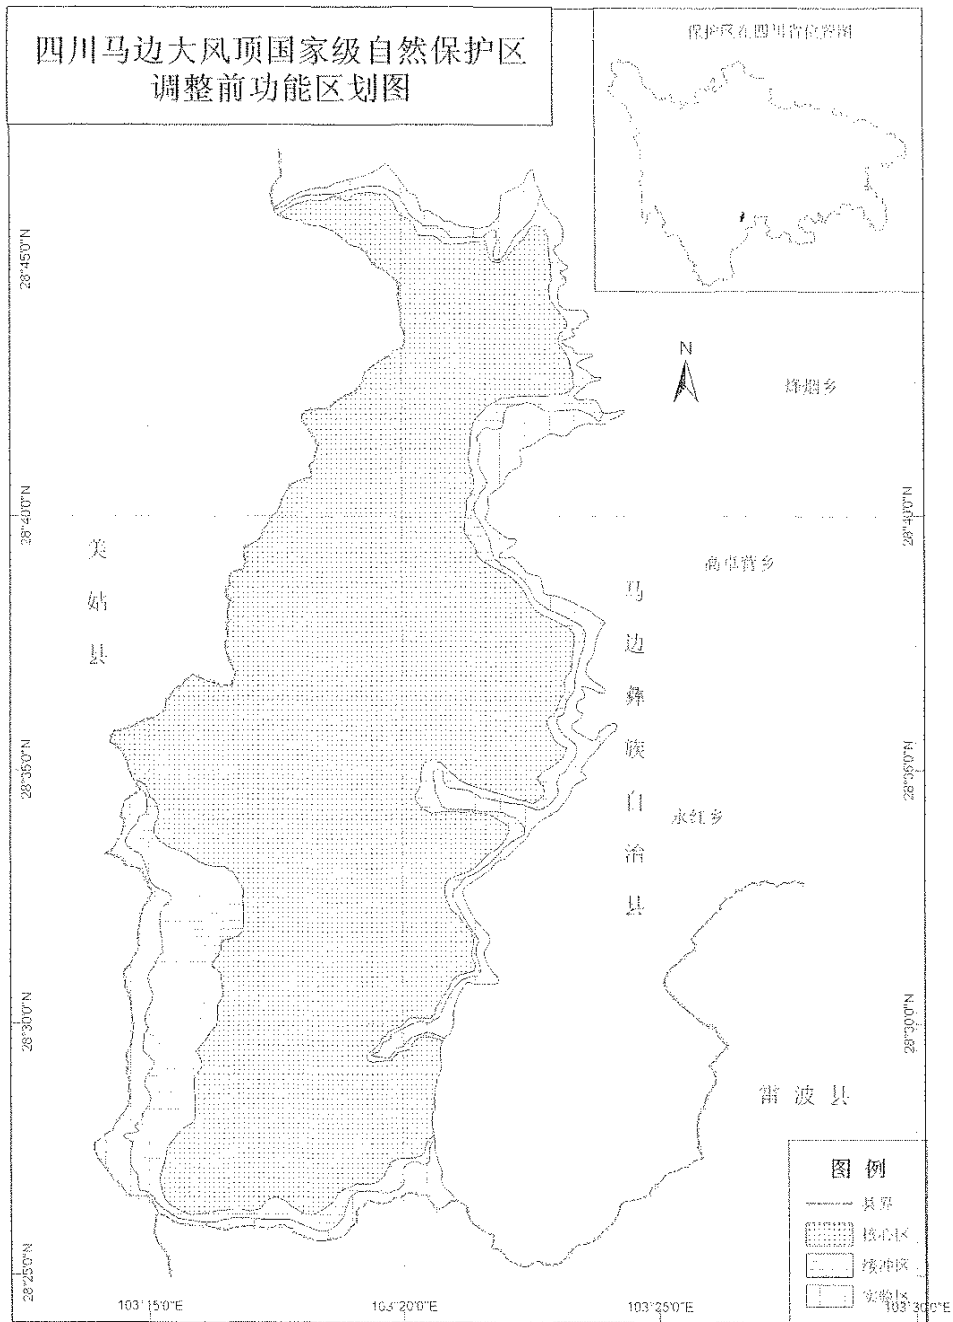 四川马边大风顶国家级自然保护区
调整前功能区划图
保护区在四川省位置图
28°45'0"N
N
烽烟乡
28°40'0"N
28°40'0"N
美姑县
高卓营乡
马边彝族自治县
28°35'0"N
28°35'0"N
永红乡
28°30'0"N
28°30'0"N
雷波县
图 例
县界
核心区
缓冲区
实验区
28°25'0"N
103°15'0"E
103°20'0"E
103°25'0"E
103°30'0"E